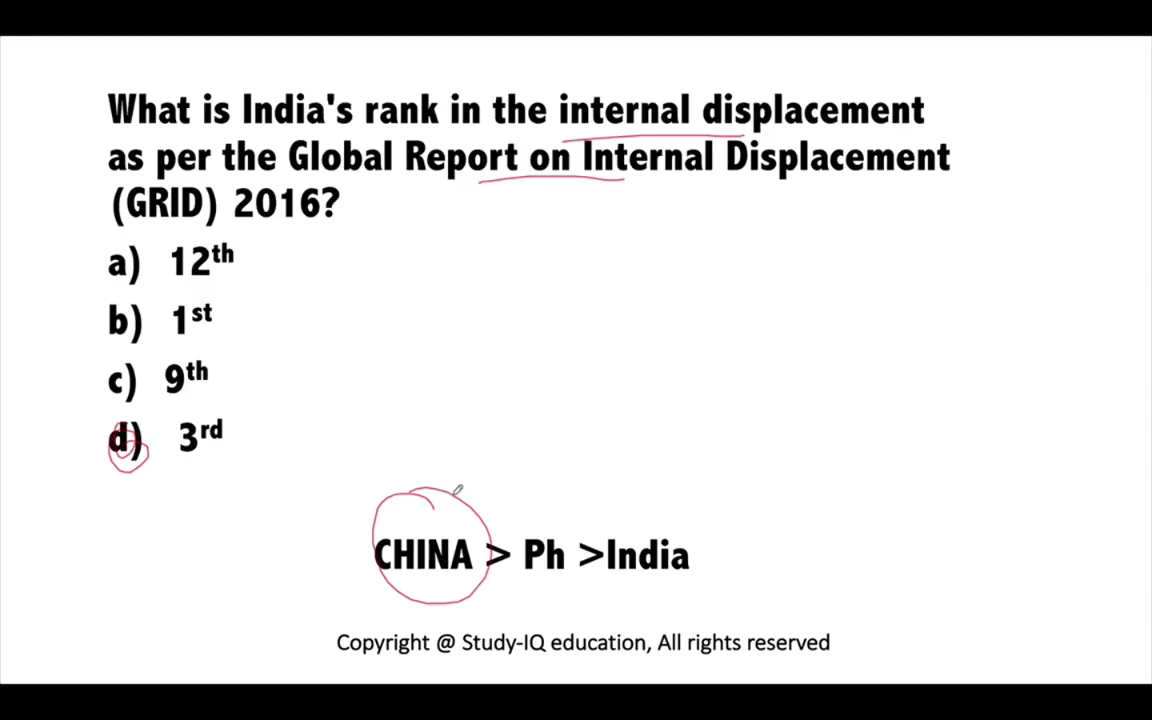 What is India's rank in the internal displacement
as per the Global Report on Internal Displacement
(GRID) 2016?
a) 12th
b) 1st
c) 9th
d) 3rd
CHINA > Ph >India
Copyright @ Study-IQ education, All rights reserved